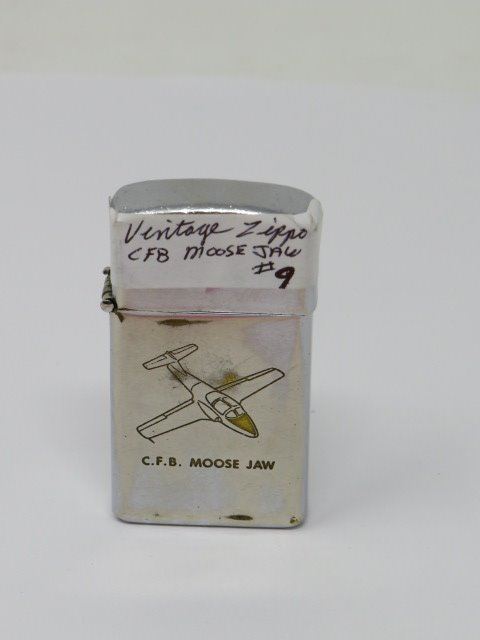 Vintage Zippo
CFB MOOSE JAW
#9
C.F.B. MOOSE JAW